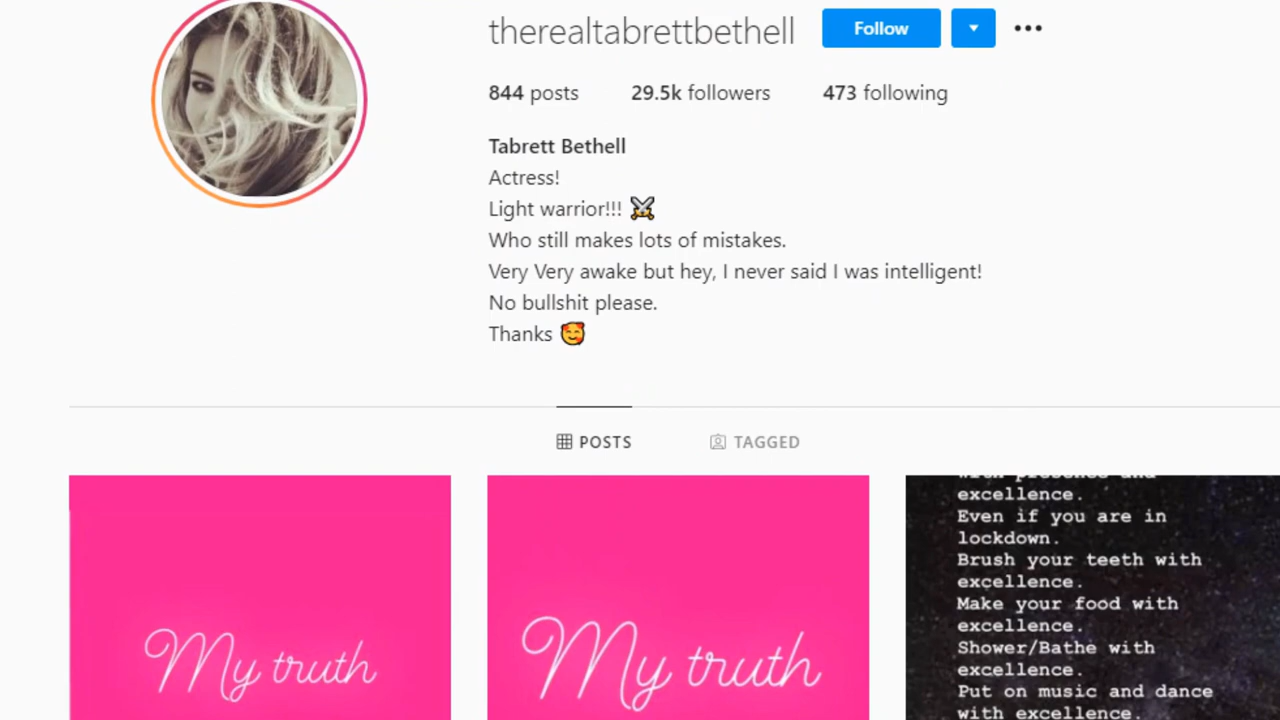 therealtabrettbethell
Follow
844 posts 29.5k followers 473 following
Tabrett Bethell
Actress!
Light warrior!!! ⚔️
Who still makes lots of mistakes.
Very Very awake but hey, I never said I was intelligent!
No bullshit please.
Thanks 🥰
POSTS TAGGED
My truth
My truth
with presence and
excellence.
Even if you are in
lockdown.
Brush your teeth with
excellence.
Make your food with
excellence.
Shower/Bathe with
excellence.
Put on music and dance
with excellence.